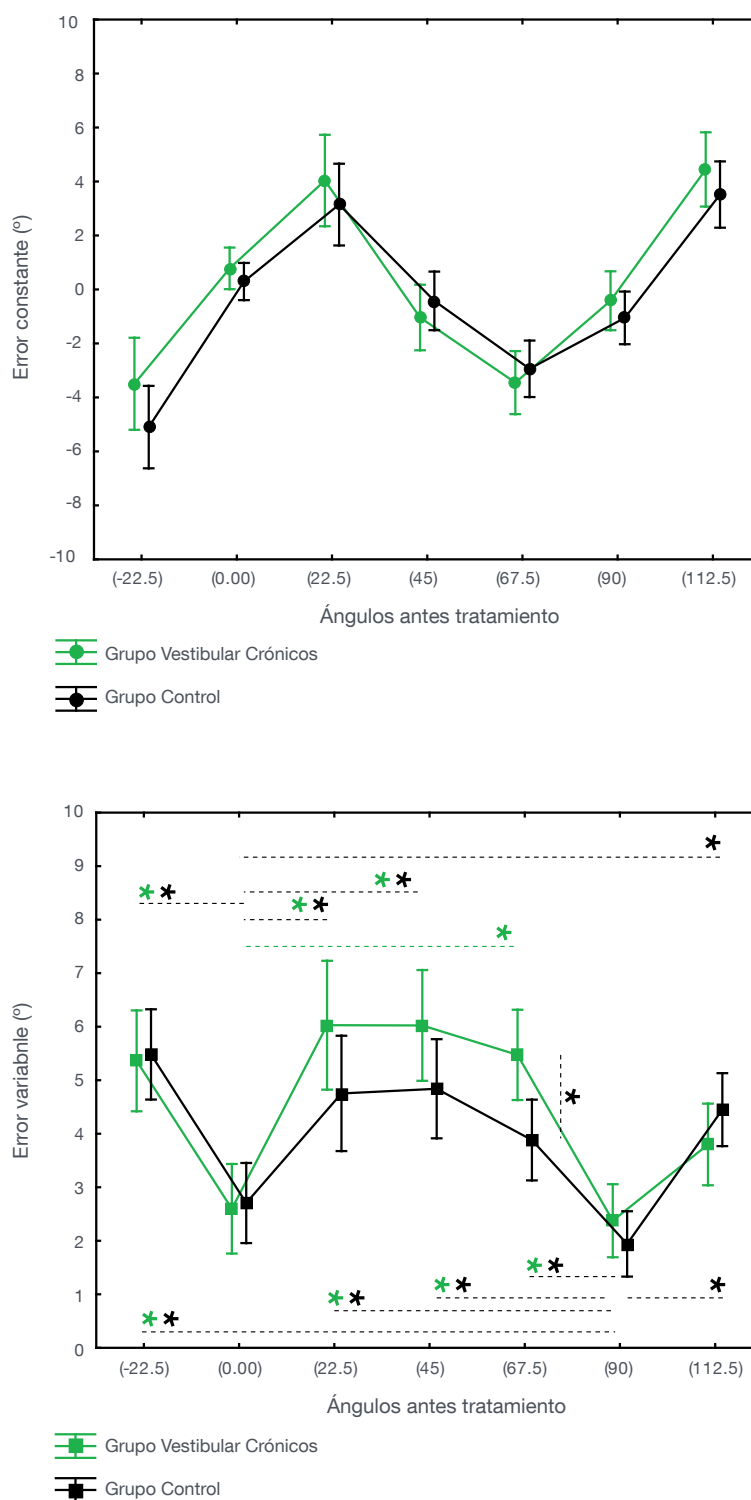 10
8
6
4
2
0
-2
-4
-6
-8
-10
Error constante (º)
(-22.5) (0.00) (22.5) (45) (67.5) (90) (112.5)
Ángulos antes tratamiento
Grupo Vestibular Crónicos
Grupo Control
10
9
8
7
6
5
4
3
2
1
0
Error variabnle (º)
(-22.5) (0.00) (22.5) (45) (67.5) (90) (112.5)
Ángulos antes tratamiento
Grupo Vestibular Crónicos
Grupo Control